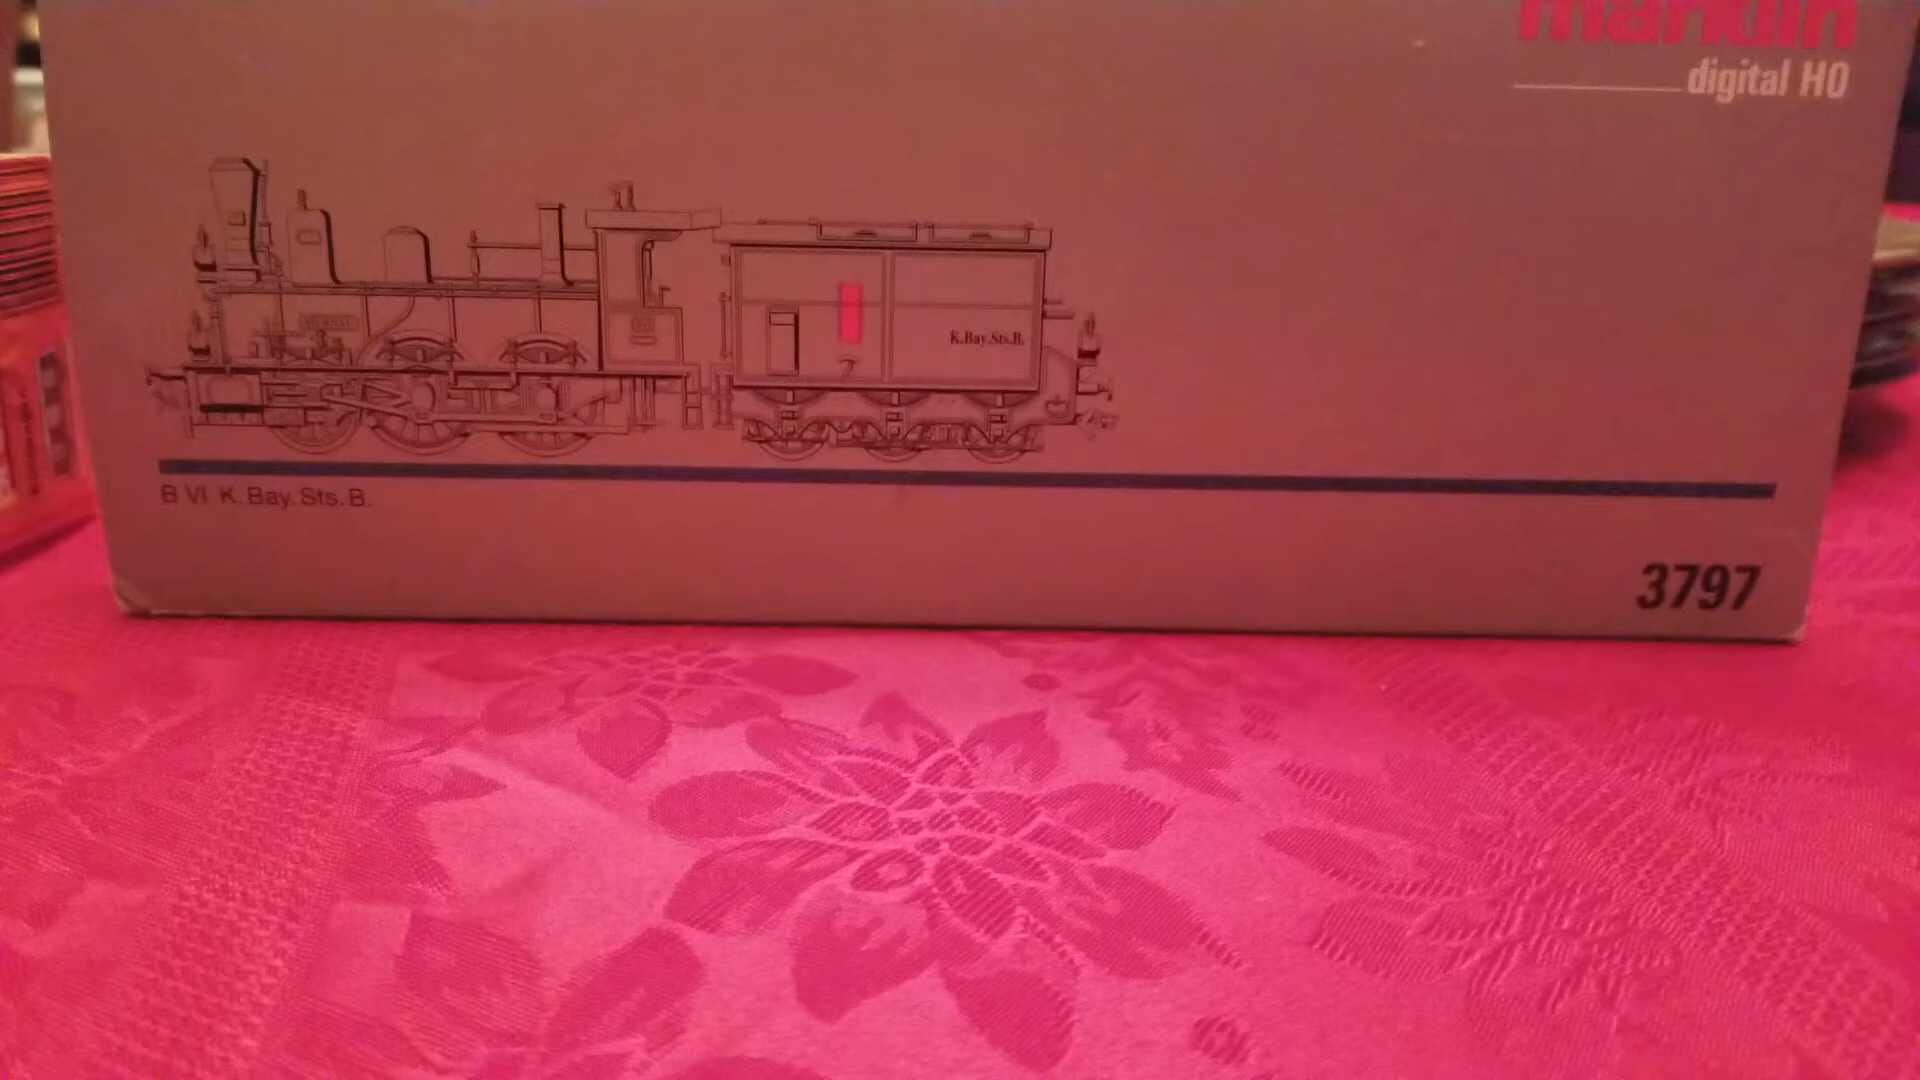 märklin
digital H0
K.Bay.Sts.B.
B VI K.Bay.Sts.B.
3797